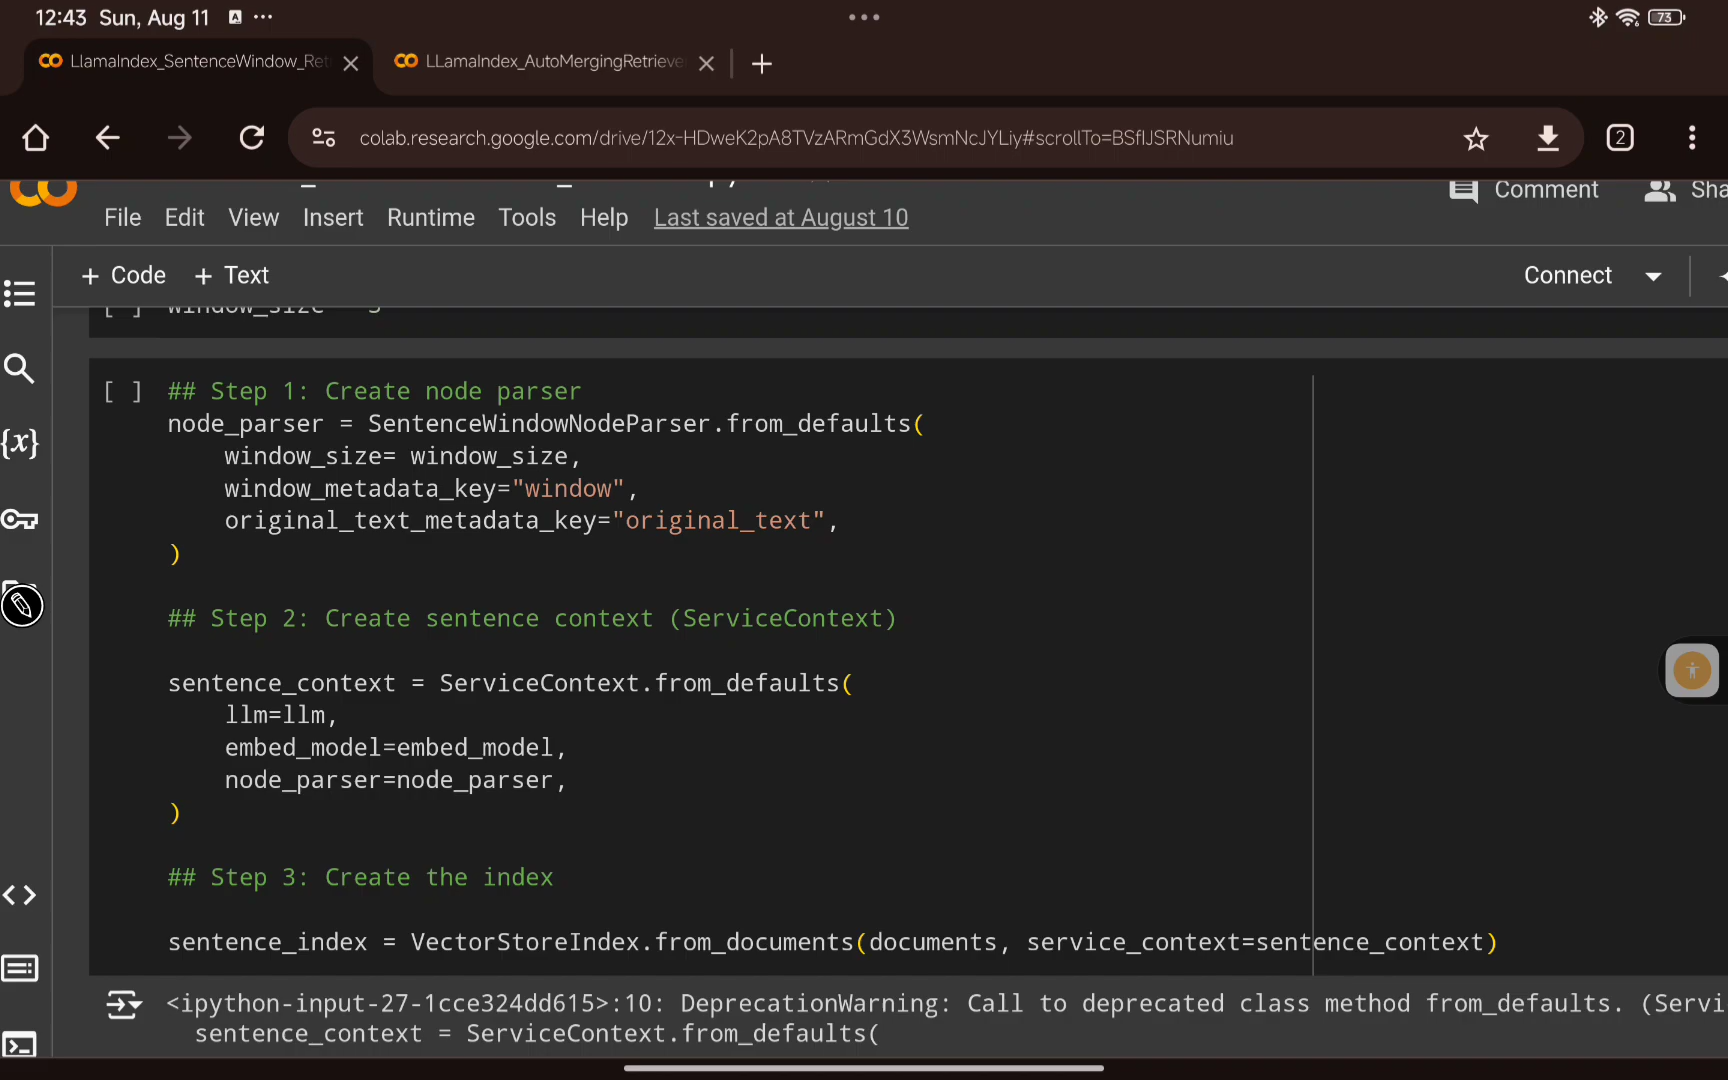 12:43 Sun, Aug 11 A
73
LlamaIndex_SentenceWindow_Ret
LLamaIndex_AutoMergingRetrieve
colab.research.google.com/drive/12x-HDweK2pA8TVzARmGdX3WsmNcJYLiy#scrollTo=BSfIJSRNumiu
2
Comment Sha
File Edit View Insert Runtime Tools Help Last saved at August 10
+ Code + Text Connect
[ ] window_size
{x}
[ ] ## Step 1: Create node parser
node_parser = SentenceWindowNodeParser.from_defaults(
window_size= window_size,
window_metadata_key="window",
original_text_metadata_key="original_text",
)
## Step 2: Create sentence context (ServiceContext)
sentence_context = ServiceContext.from_defaults(
llm=llm,
embed_model=embed_model,
node_parser=node_parser,
)
## Step 3: Create the index
sentence_index = VectorStoreIndex.from_documents(documents, service_context=sentence_context)
<ipython-input-27-1cce324dd615>:10: DeprecationWarning: Call to deprecated class method from_defaults. (Servi
sentence_context = ServiceContext.from_defaults(